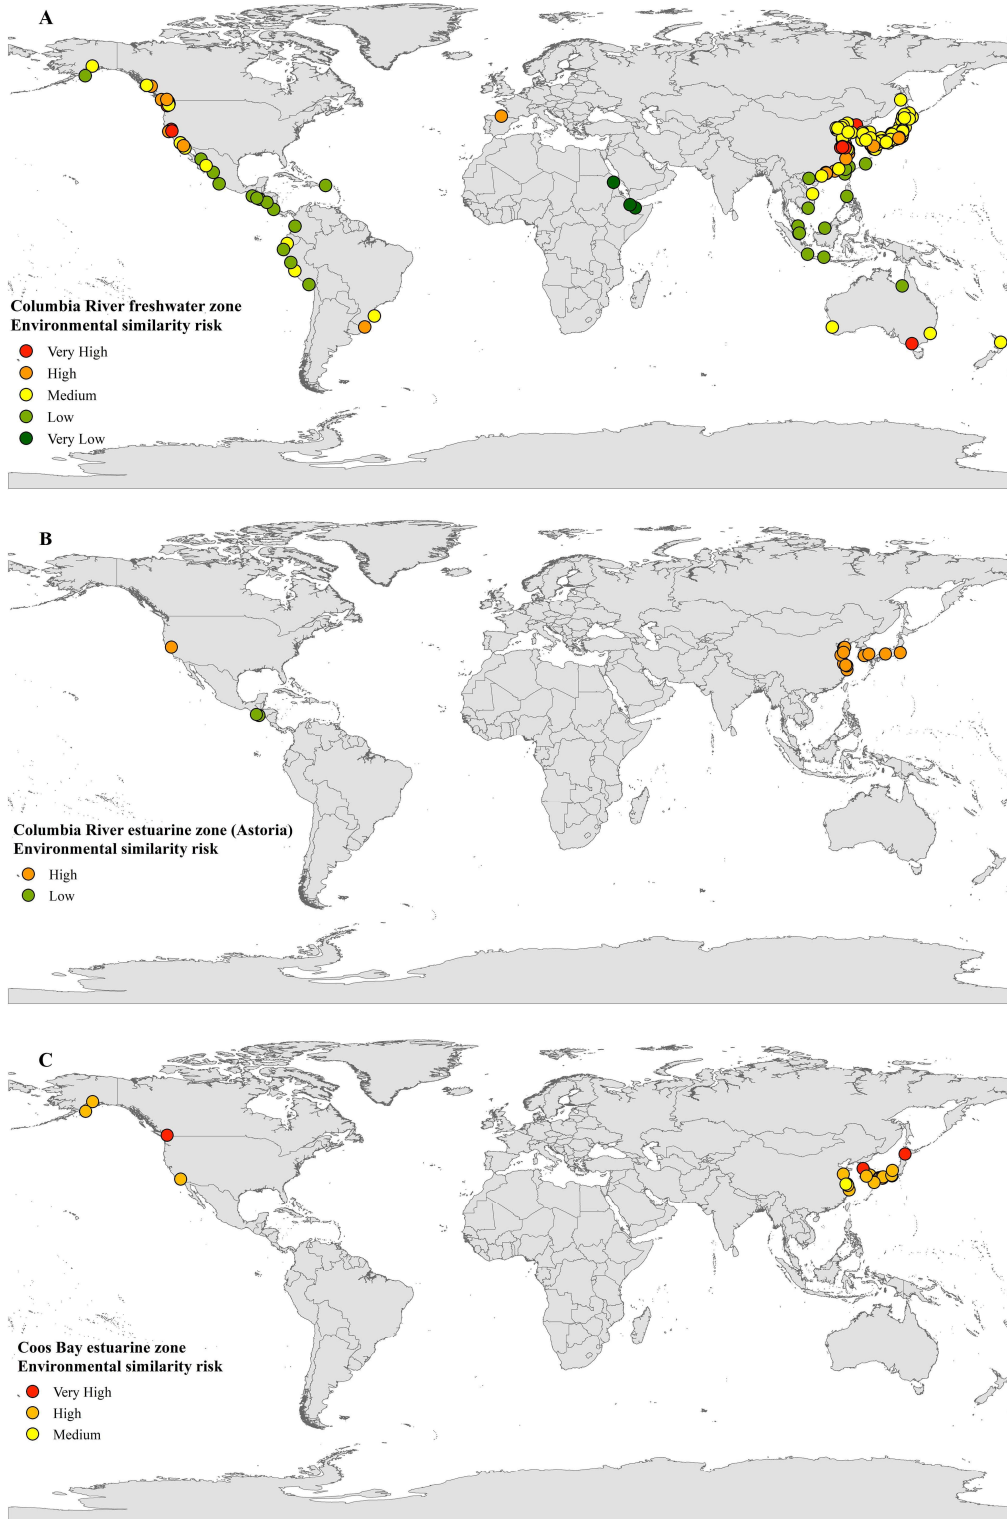 A
Columbia River freshwater zone
Environmental similarity risk
Very High
High
Medium
Low
Very Low
B
Columbia River estuarine zone (Astoria)
Environmental similarity risk
High
Low
C
Coos Bay estuarine zone
Environmental similarity risk
Very High
High
Medium